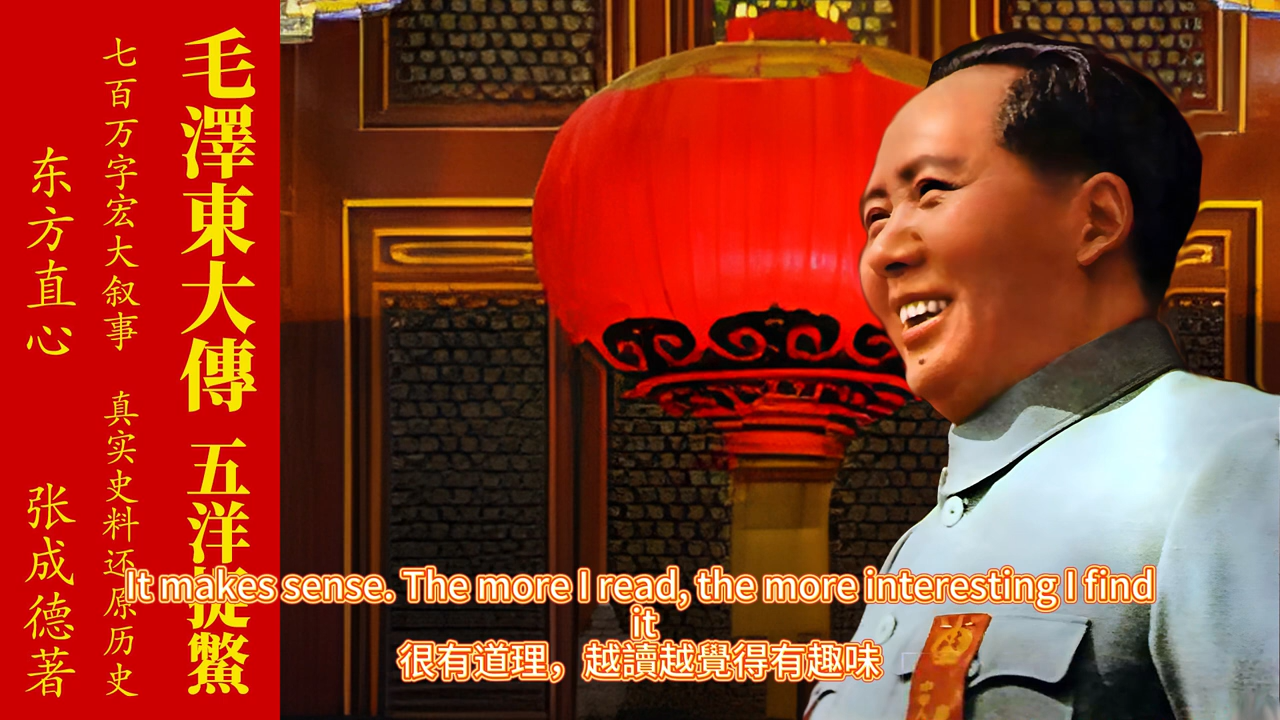 毛澤東大傳 五洋捉鱉
七百万字宏大叙事 真实史料还原历史
东方直心 张成德著
It makes sense. The more I read, the more interesting I find
it
很有道理，越讀越覺得有趣味